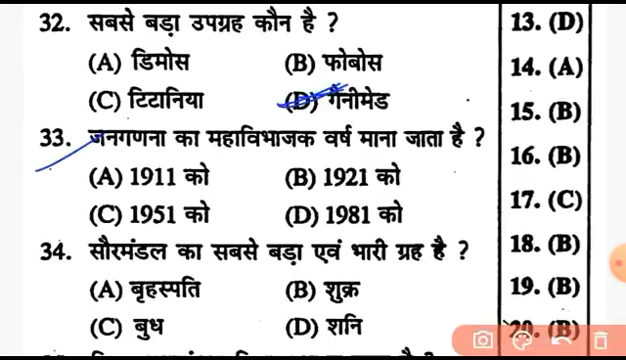 32. सबसे बड़ा उपग्रह कौन है ?
(A) डिमोस (B) फोबोस
(C) टिटानिया (D) गैनीमेड
33. जनगणना का महाविभाजक वर्ष माना जाता है ?
(A) 1911 को (B) 1921 को
(C) 1951 को (D) 1981 को
34. सौरमंडल का सबसे बड़ा एवं भारी ग्रह है ?
(A) बृहस्पति (B) शुक्र
(C) बुध (D) शनि
13. (D)
14. (A)
15. (B)
16. (B)
17. (C)
18. (B)
19. (B)
20. (B)